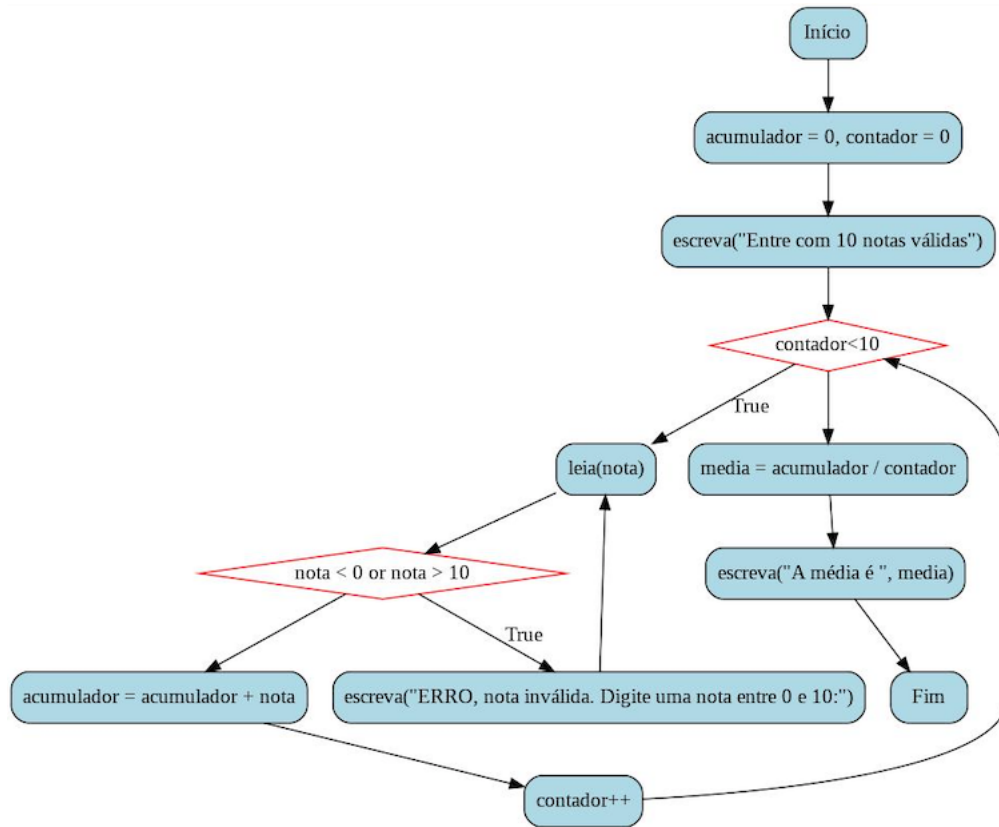 Início
acumulador = 0, contador = 0
escreva("Entre com 10 notas válidas")
contador<10
True
leia(nota)
media = acumulador / contador
nota < 0 or nota > 10
escreva("A média é ", media)
True
acumulador = acumulador + nota
escreva("ERRO, nota inválida. Digite uma nota entre 0 e 10:")
Fim
contador++